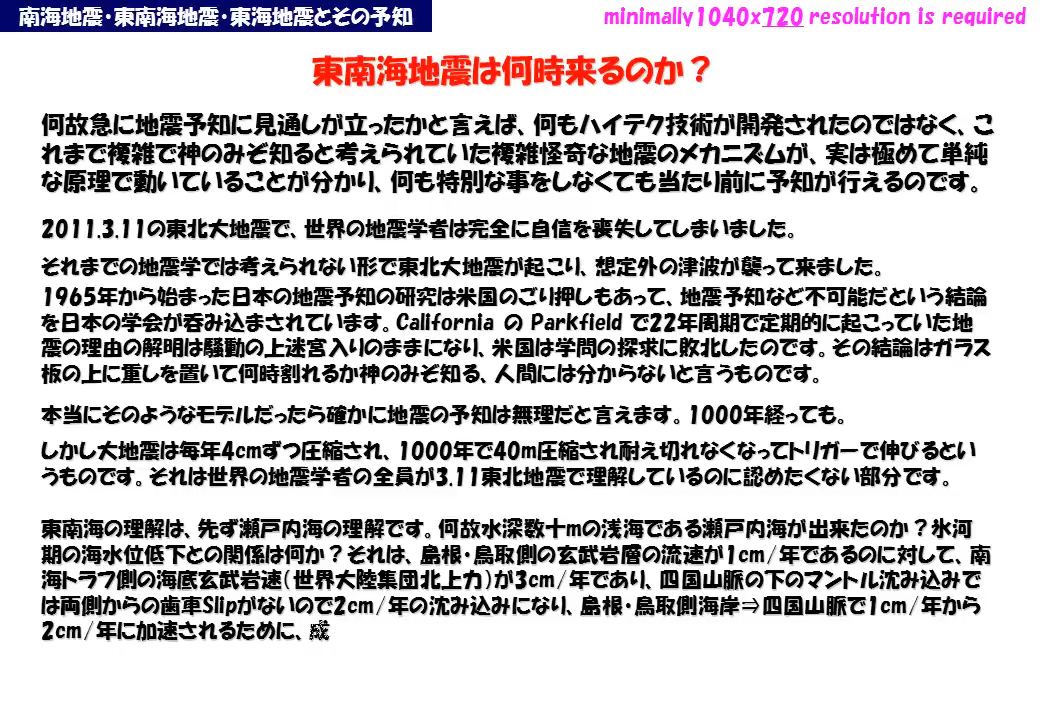 南海地震・東南海地震・東海地震とその予知
minimally1040x720 resolution is required
東南海地震は何時来るのか？
何故急に地震予知に見通しが立ったかと言えば、何もハイテク技術が開発されたのではなく、こ
れまで複雑で神のみぞ知ると考えられていた複雑怪奇な地震のメカニズムが、実は極めて単純
な原理で動いていることが分かり、何も特別な事をしなくても当たり前に予知が行えるのです。
2011.3.11の東北大地震で、世界の地震学者は完全に自信を喪失してしまいました。
それまでの地震学では考えられない形で東北大地震が起こり、想定外の津波が襲って来ました。
1965年から始まった日本の地震予知の研究は米国のごり押しもあって、地震予知など不可能だという結論
を日本の学会が呑み込まされています。California の Parkfield で22年周期で定期的に起こっていた地
震の理由の解明は騒動の上迷宮入りのままになり、米国は学問の探求に敗北したのです。その結論はガラス
板の上に重しを置いて何時割れるか神のみぞ知る、人間には分からないと言うものです。
本当にそのようなモデルだったら確かに地震の予知は無理だと言えます。1000年経っても。
しかし大地震は毎年4cmずつ圧縮され、1000年で40m圧縮され耐え切れなくなってトリガーで伸びるとい
うものです。それは世界の地震学者の全員が3.11東北地震で理解しているのに認めたくない部分です。
東南海の理解は、先ず瀬戸内海の理解です。何故水深数十mの浅海である瀬戸内海が出来たのか？氷河
期の海水位低下との関係は何か？それは、島根・鳥取側の玄武岩層の流速が1cm/年であるのに対して、南
海トラフ側の海底玄武岩速（世界大陸集団北上力）が3cm/年であり、四国山脈の下のマントル沈み込みで
は両側からの歯車Slipがないので2cm/年の沈み込みになり、島根・鳥取側海岸⇒四国山脈で1cm/年から
2cm/年に加速されるために、成